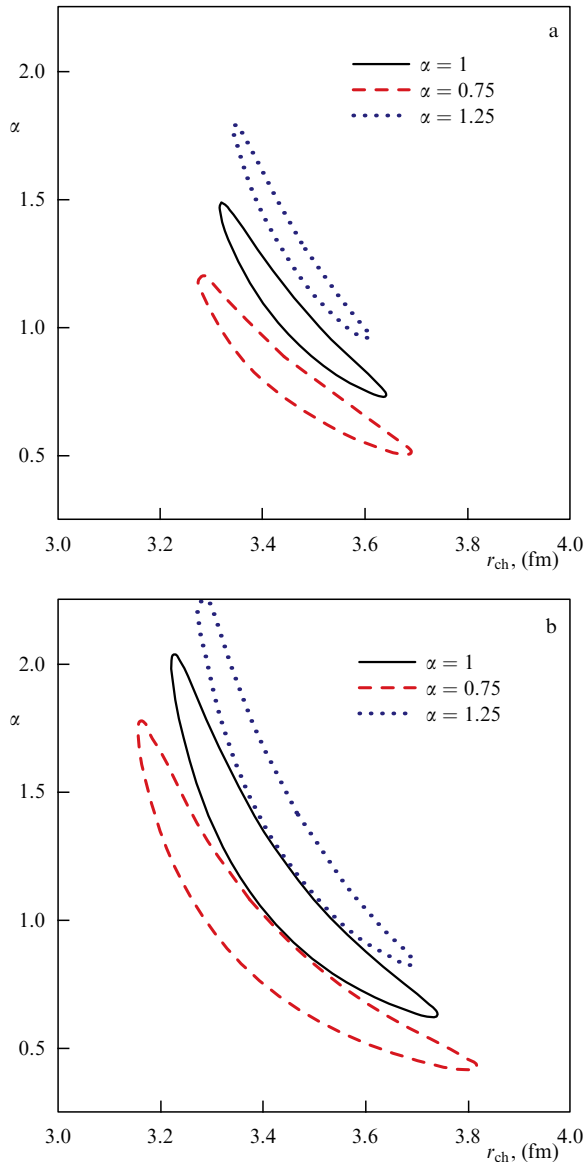 a
α = 1
α = 0.75
α = 1.25
2.0
α
1.5
1.0
0.5
3.0 3.2 3.4 3.6 3.8 4.0
r_ch, (fm)
b
α = 1
α = 0.75
α = 1.25
2.0
α
1.5
1.0
0.5
3.0 3.2 3.4 3.6 3.8 4.0
r_ch, (fm)